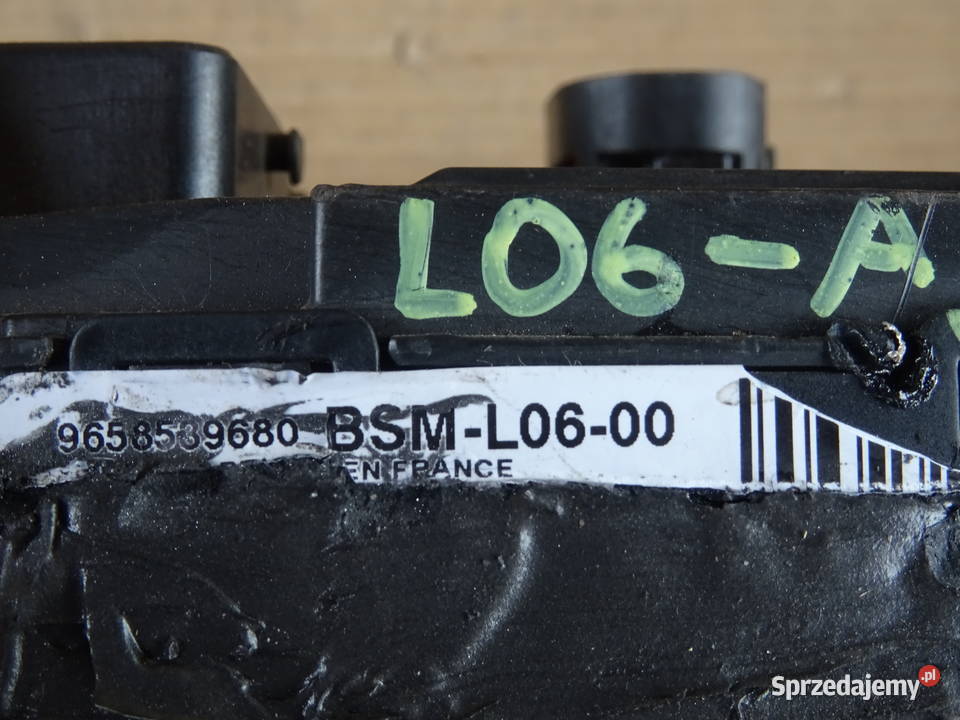 L06-A
9658539680 BSM-L06-00
EN FRANCE
Sprzedajemy.pl